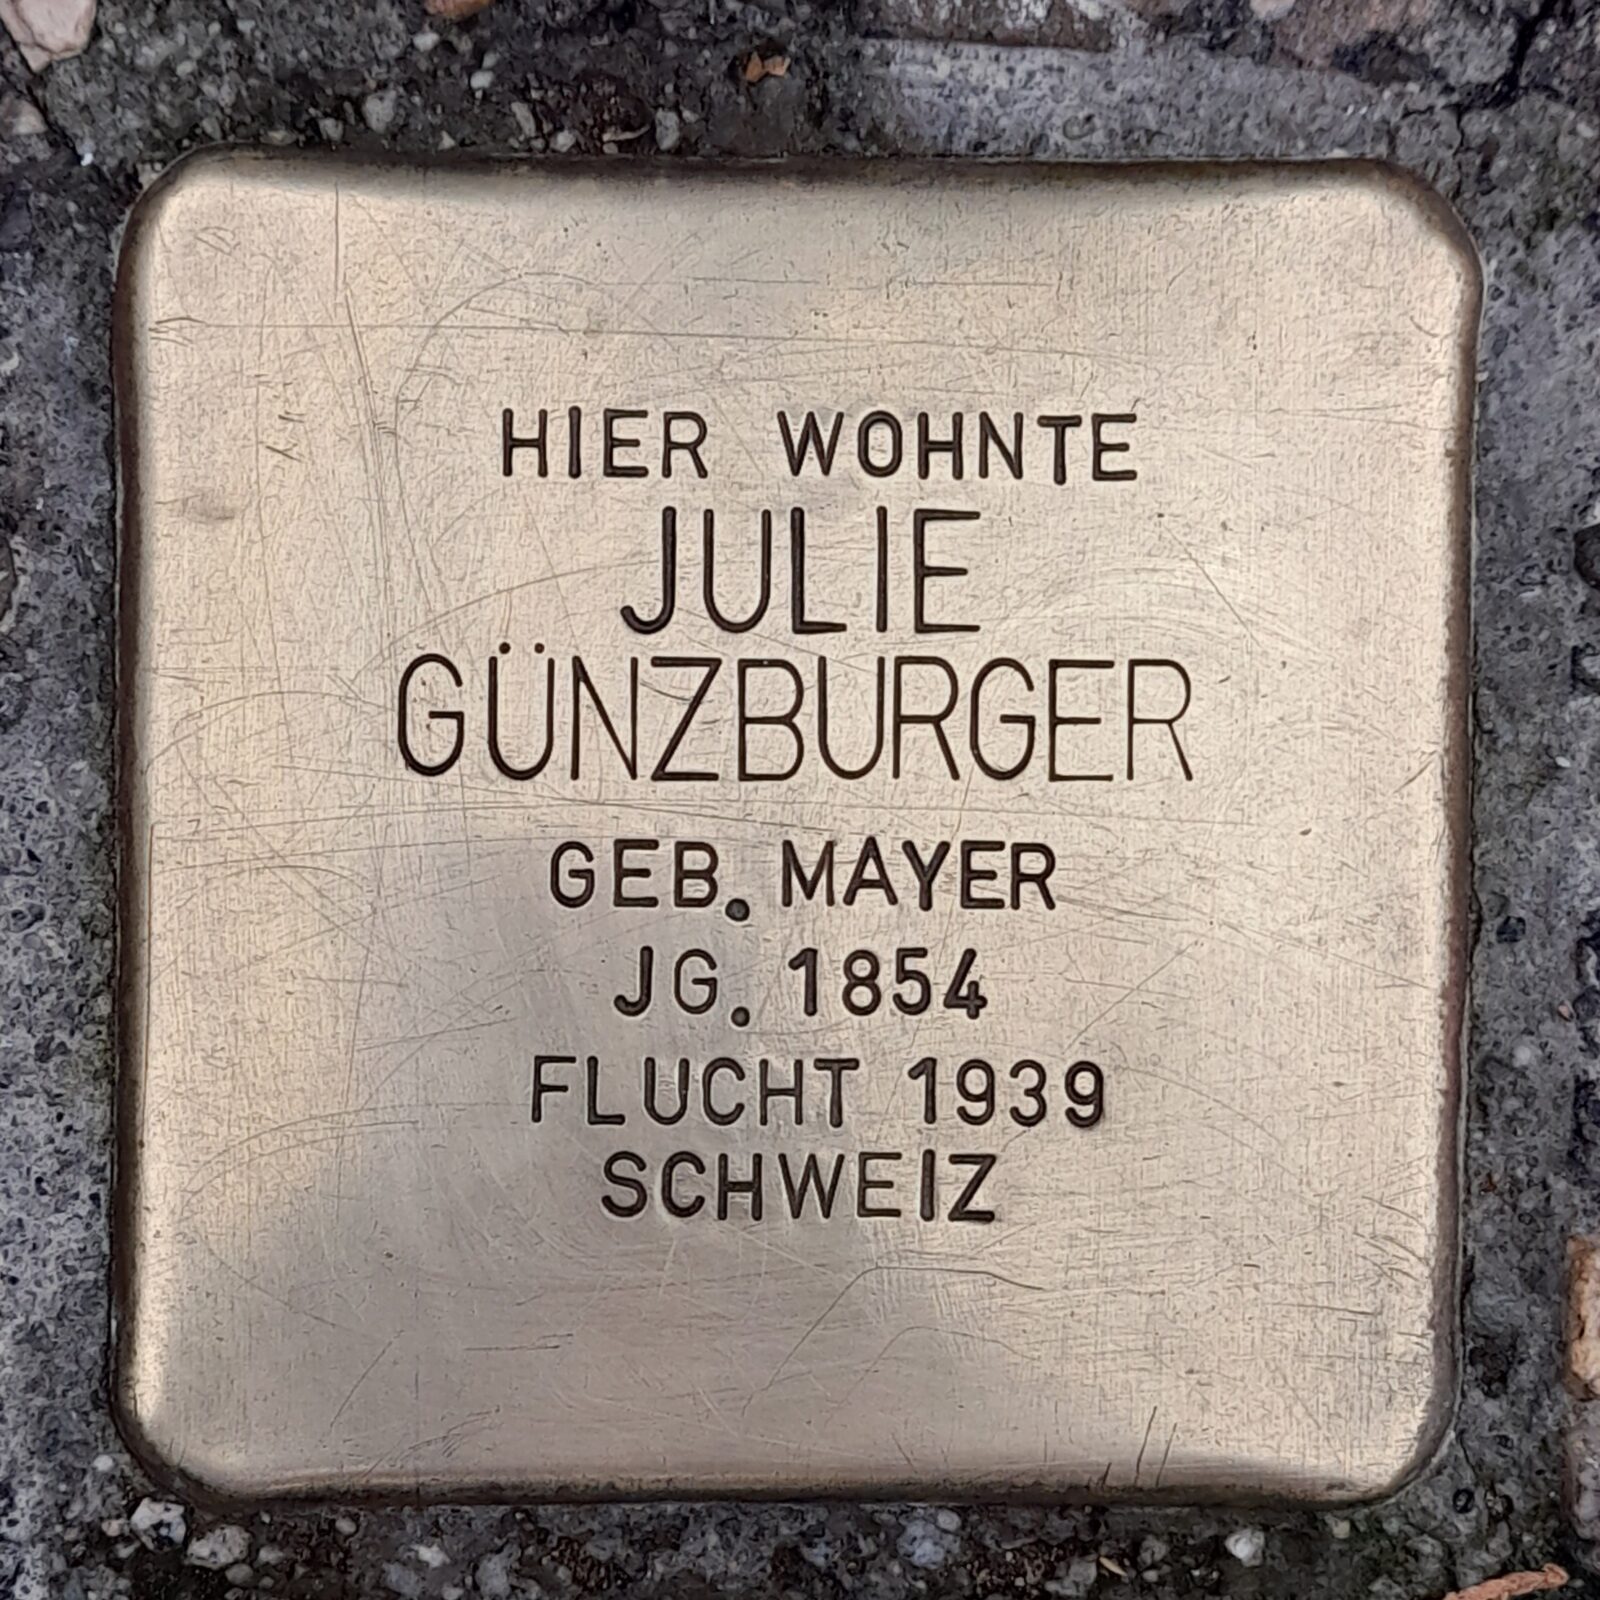 HIER WOHNTE
JULIE
GÜNZBURGER
GEB. MAYER
JG. 1854
FLUCHT 1939
SCHWEIZ